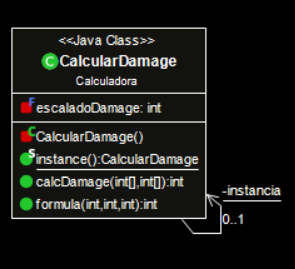 <<Java Class>>
CalcularDamage
Calculadora
escaladoDamage: int
CalcularDamage()
instance():CalcularDamage
calcDamage(int[],int[]):int
formula(int,int,int):int
-instancia
0..1